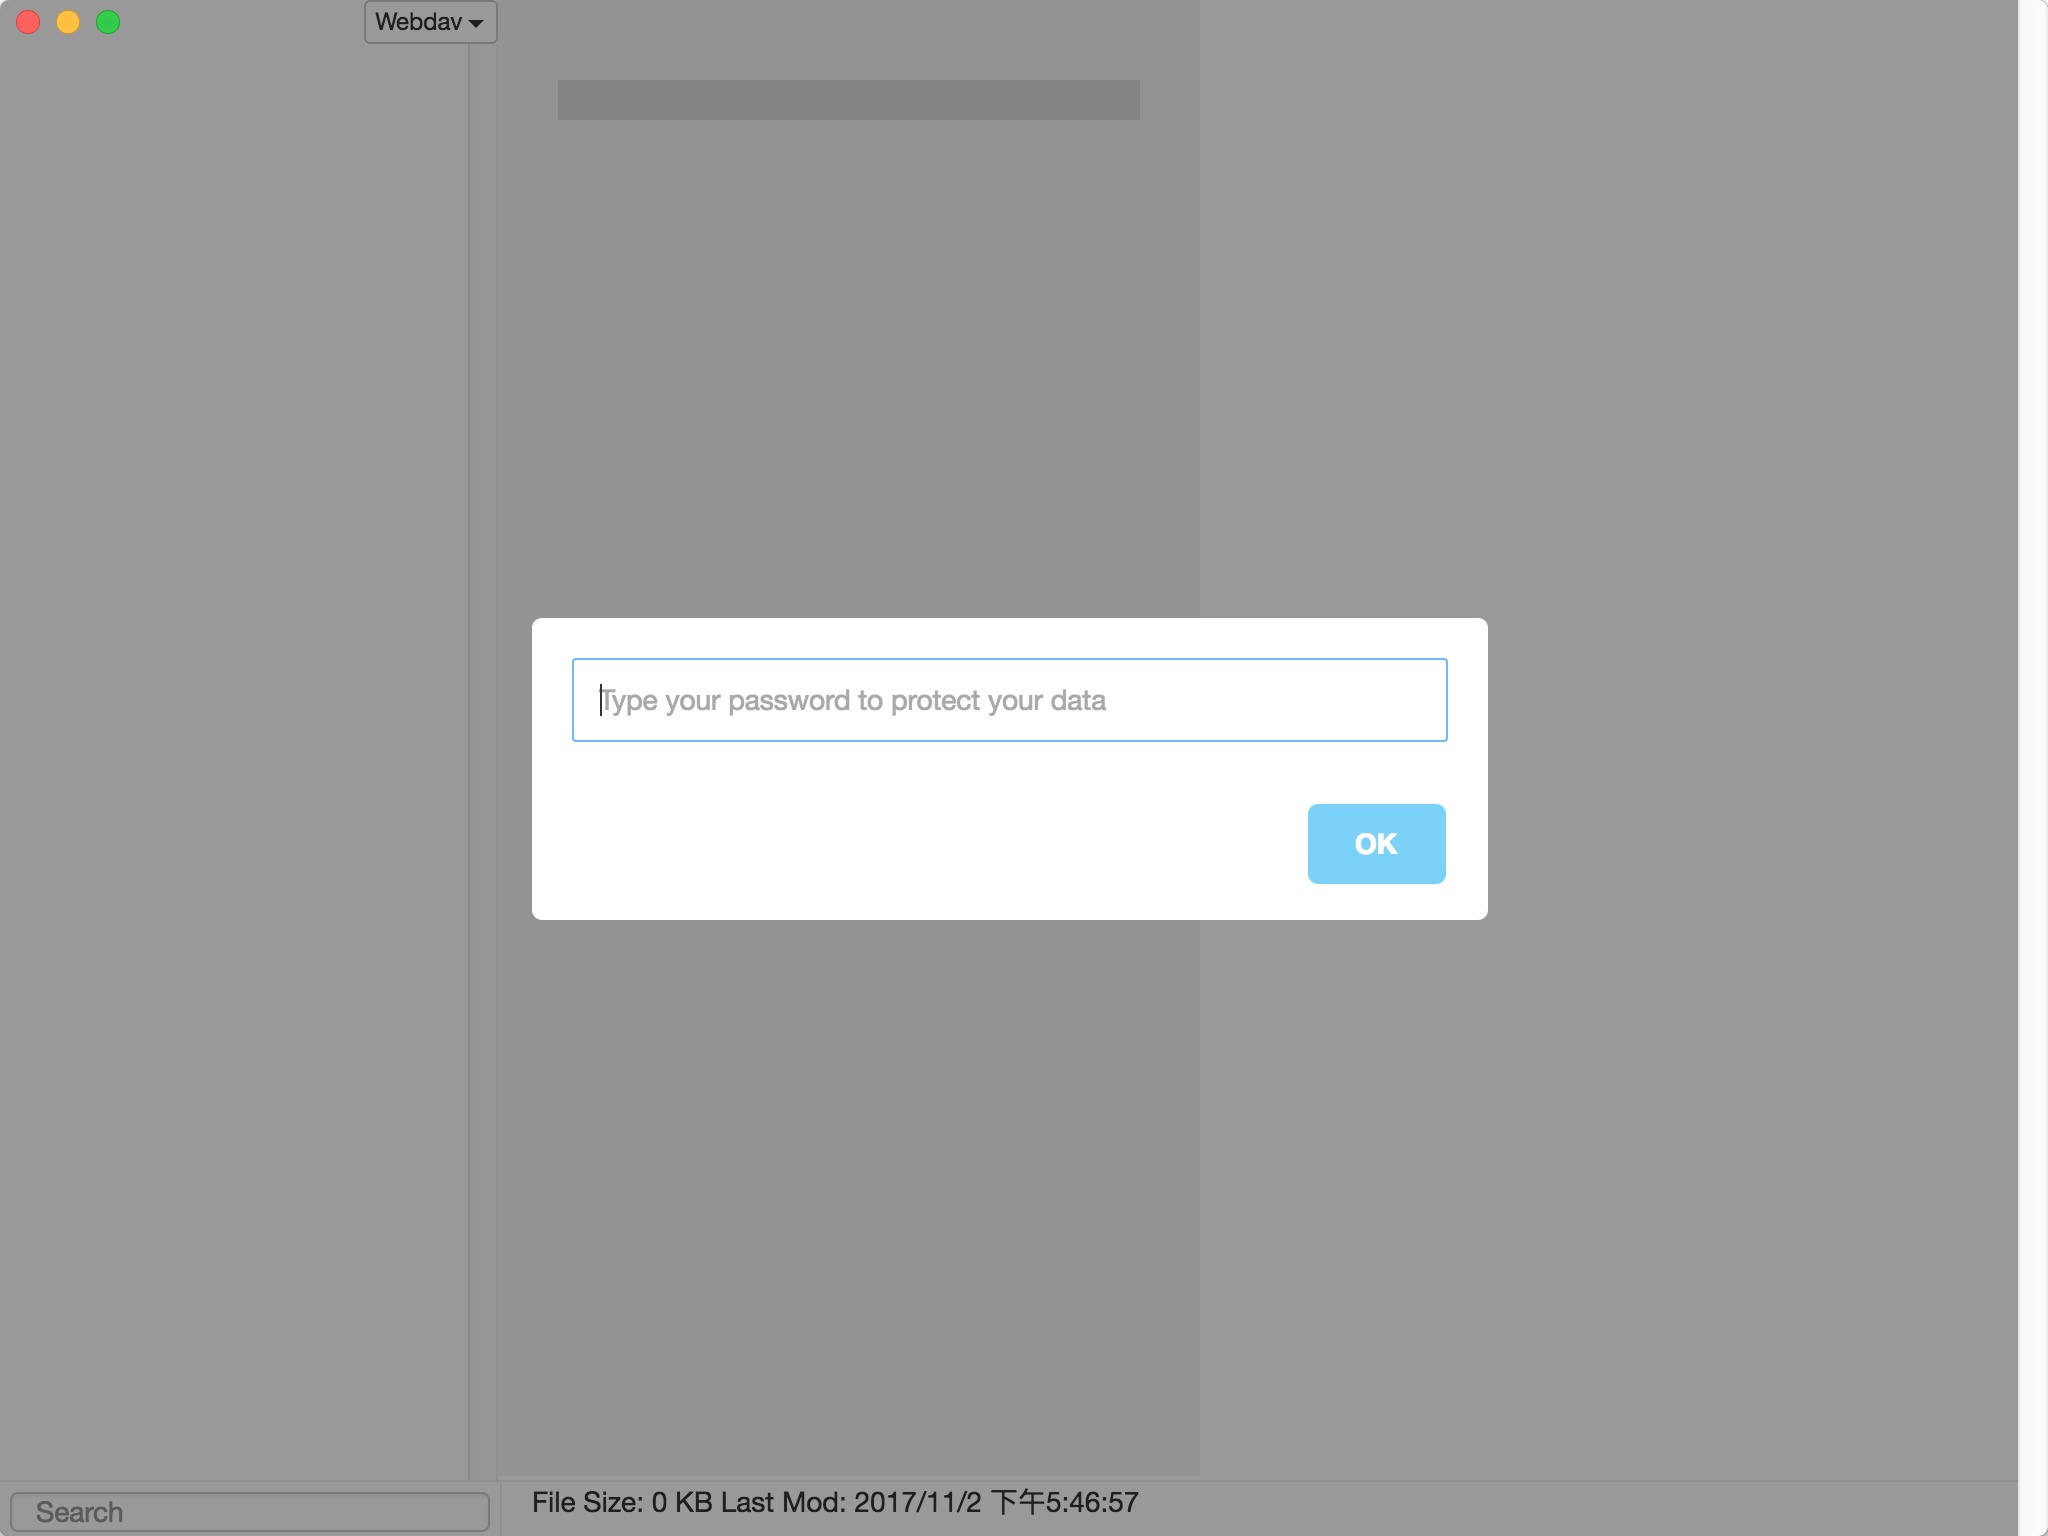 Webdav
Type your password to protect your data
OK
Search
File Size: 0 KB Last Mod: 2017/11/2 下午5:46:57